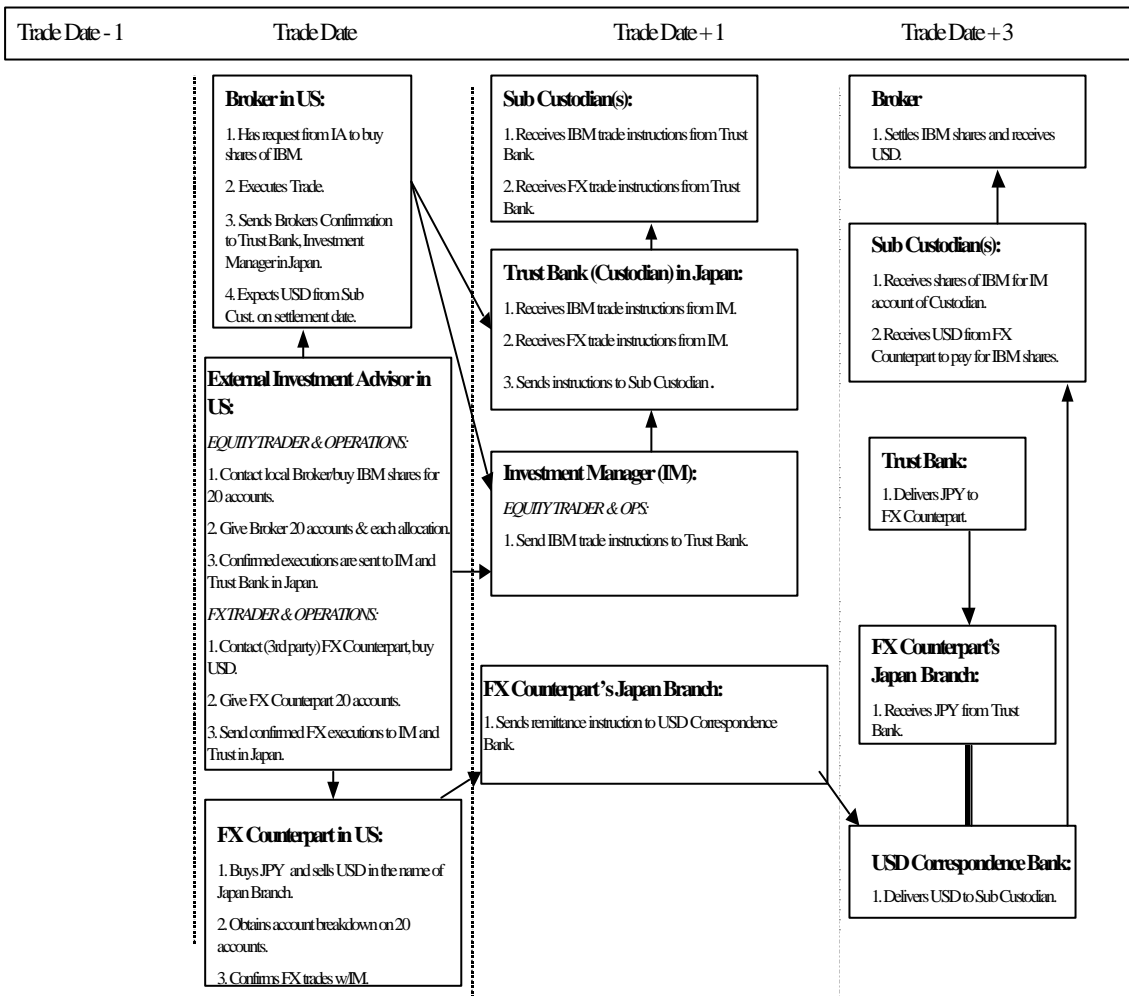 Trade Date - 1 Trade Date Trade Date + 1 Trade Date + 3
Broker in US:
1. Has request from IA to buy
shares of IBM.
2. Executes Trade.
3. Sends Brokers Confirmation
to Trust Bank, Investment
Manager in Japan.
4. Expects USD from Sub
Cust. on settlement date.
External Investment Advisor in
US:
EQUITY TRADER & OPERATIONS:
1. Contact local Broker/buy IBM shares for
20 accounts.
2. Give Broker 20 accounts & each allocation.
3. Confirmed executions are sent to IM and
Trust Bank in Japan.
FX TRADER & OPERATIONS:
1. Contact (3rd party) FX Counterpart, buy
USD.
2. Give FX Counterpart 20 accounts.
3. Send confirmed FX executions to IM and
Trust in Japan.
FX Counterpart in US:
1. Buys JPY and sells USD in the name of
Japan Branch.
2. Obtains account breakdown on 20
accounts.
3. Confirms FX trades w/IM.
Sub Custodian(s):
1. Receives IBM trade instructions from Trust
Bank.
2. Receives FX trade instructions from Trust
Bank.
Trust Bank (Custodian) in Japan:
1. Receives IBM trade instructions from IM.
2. Receives FX trade instructions from IM.
3. Sends instructions to Sub Custodian.
Investment Manager (IM):
EQUITY TRADER & OPS:
1. Send IBM trade instructions to Trust Bank.
FX Counterpart's Japan Branch:
1. Sends remittance instruction to USD Correspondence
Bank.
Broker
1. Settles IBM shares and receives
USD.
Sub Custodian(s):
1. Receives shares of IBM for IM
account of Custodian.
2. Receives USD from FX
Counterpart to pay for IBM shares.
Trust Bank:
1. Delivers JPY to
FX Counterpart.
FX Counterpart's
Japan Branch:
1. Receives JPY from Trust
Bank.
USD Correspondence Bank:
1. Delivers USD to Sub Custodian.